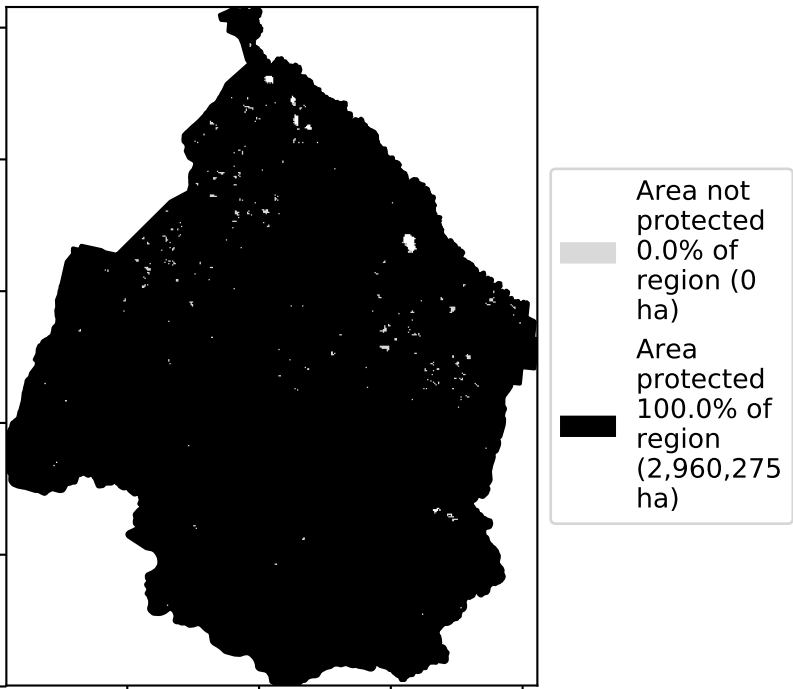 Area not
protected
0.0% of
region (0
ha)
Area
protected
100.0% of
region
(2,960,275
ha)